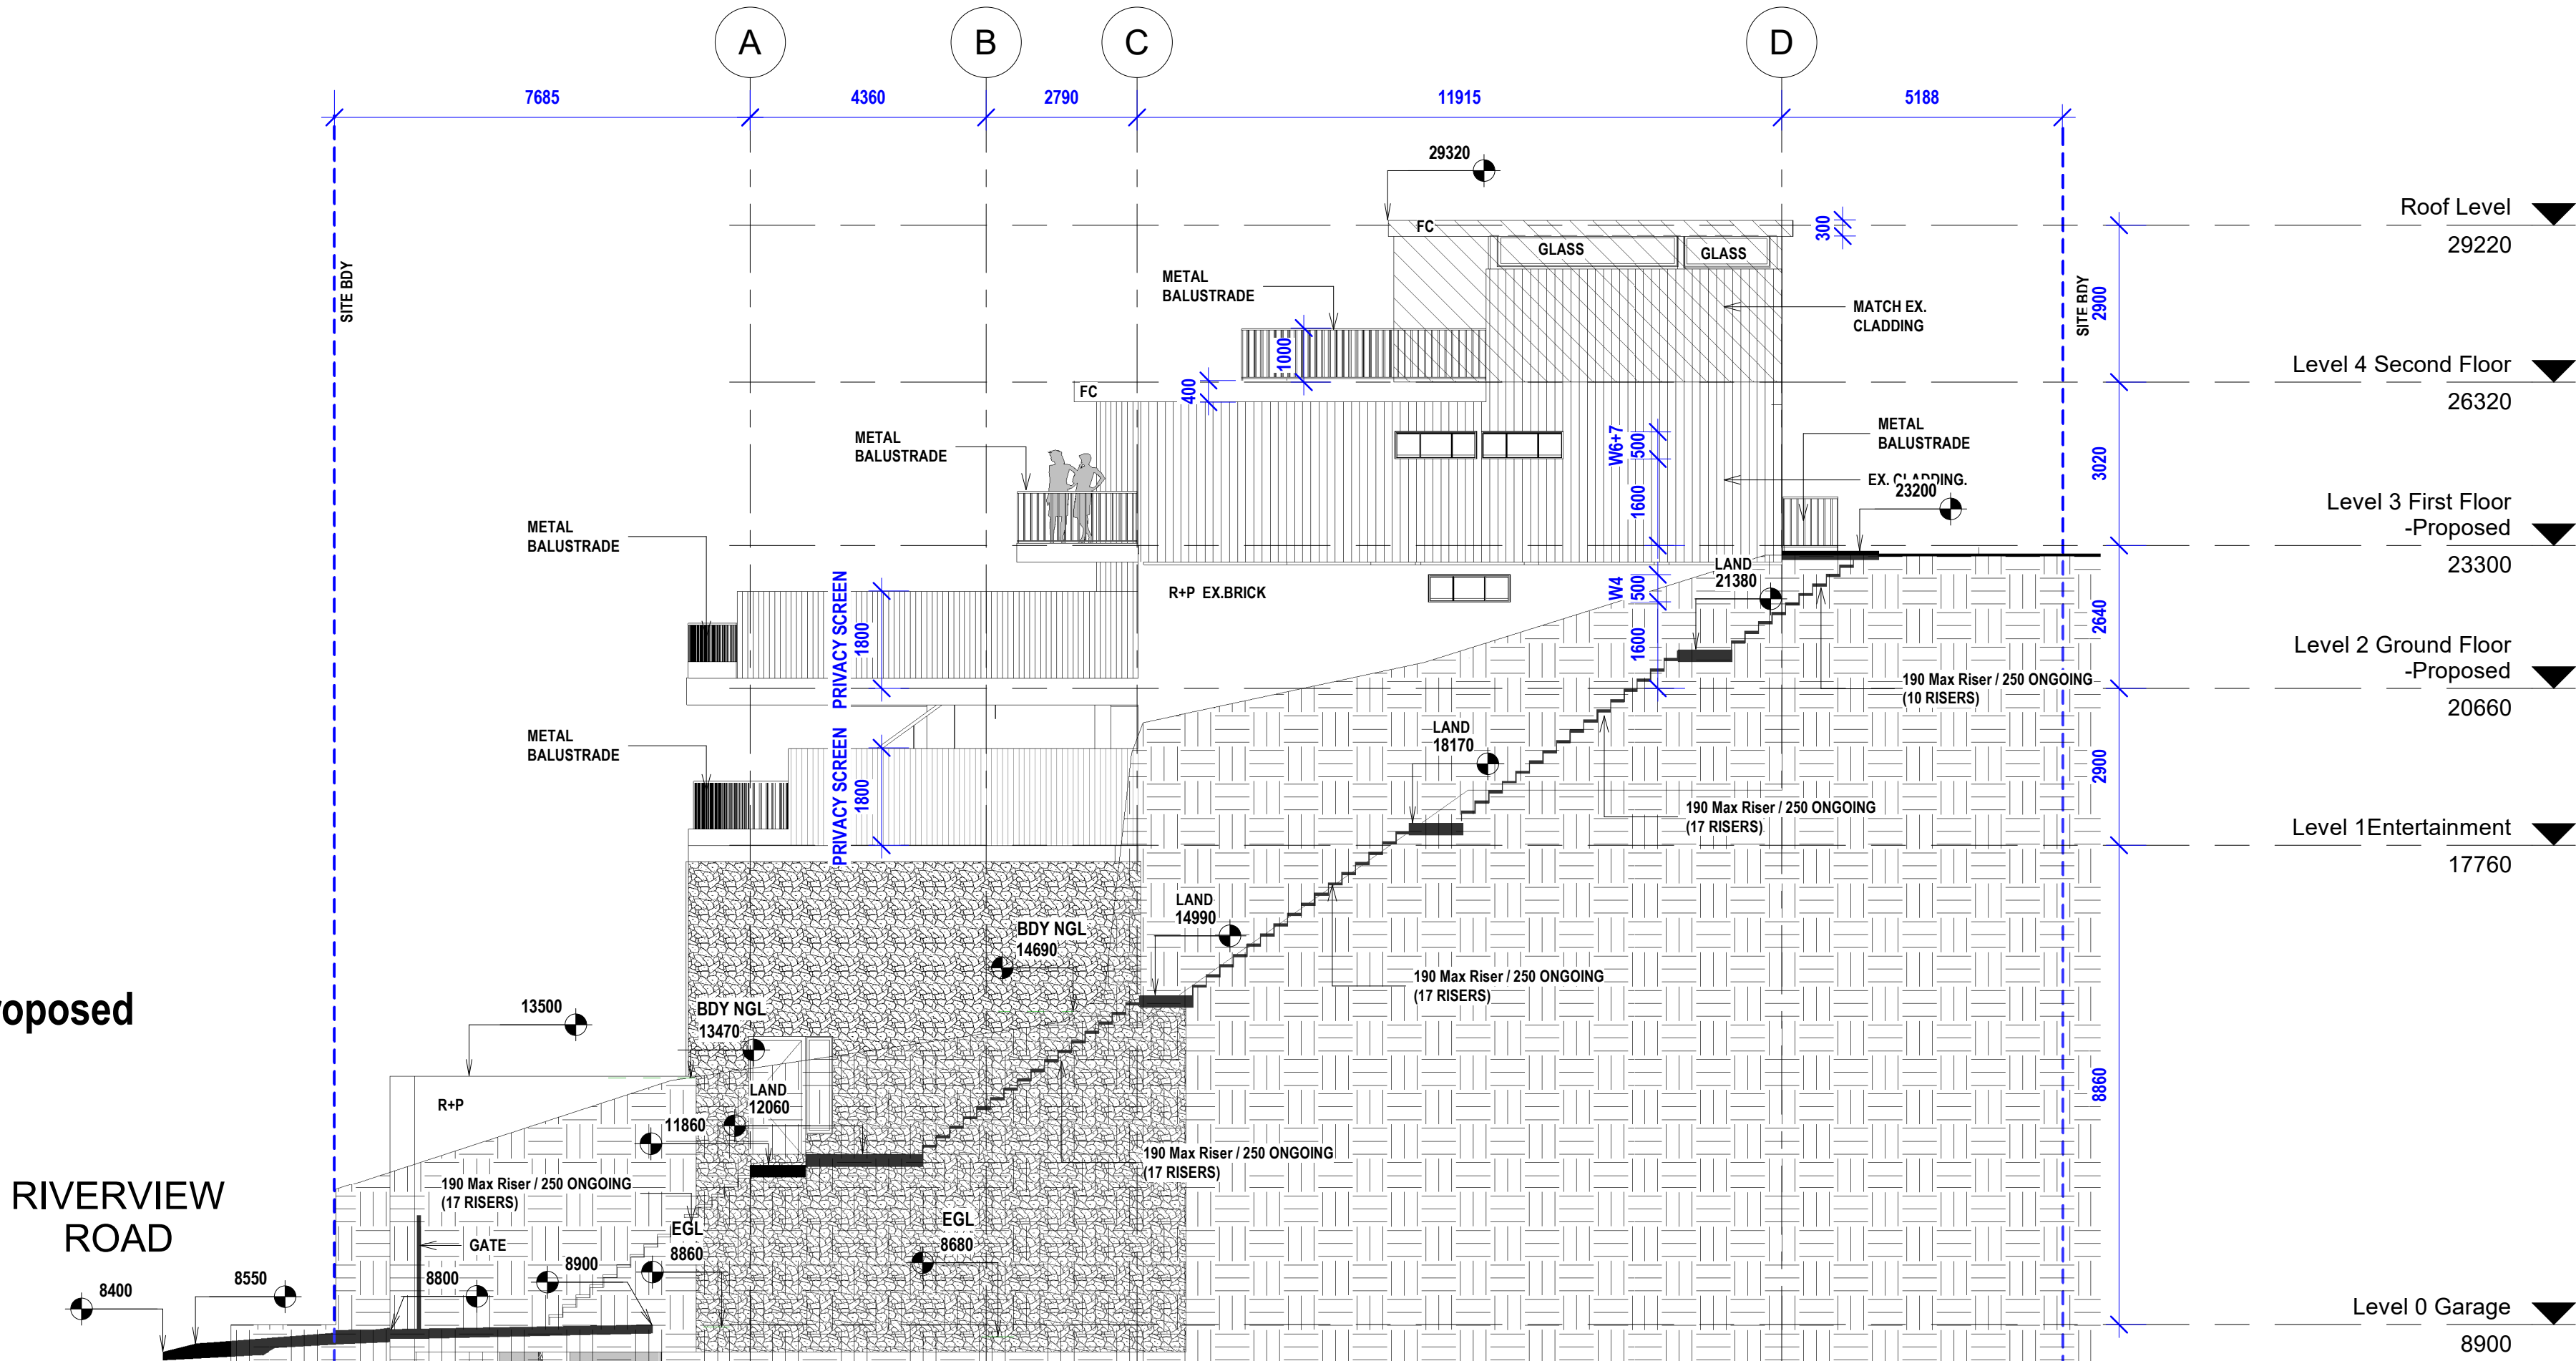 A
B
C
D
7685
4360
2790
11915
5188
29320
Roof Level
29220
FC
300
GLASS
GLASS
SITE BDY
SITE BDY
METAL
BALUSTRADE
MATCH EX.
CLADDING
2900
1000
Level 4 Second Floor
26320
FC
400
METAL
BALUSTRADE
METAL
BALUSTRADE
W6+7
500
3020
EX. CLADDING.
23200
1600
Level 3 First Floor
-Proposed
23300
METAL
BALUSTRADE
LAND
21380
R+P EX.BRICK
W4
500
PRIVACY SCREEN
1800
2640
1600
Level 2 Ground Floor
-Proposed
20660
190 Max Riser / 250 ONGOING
(10 RISERS)
METAL
BALUSTRADE
LAND
18170
PRIVACY SCREEN
1800
2900
190 Max Riser / 250 ONGOING
(17 RISERS)
Level 1Entertainment
17760
LAND
14990
BDY NGL
14690
190 Max Riser / 250 ONGOING
(17 RISERS)
oposed
13500
BDY NGL
13470
R+P
LAND
12060
11860
8860
190 Max Riser / 250 ONGOING
(17 RISERS)
190 Max Riser / 250 ONGOING
(17 RISERS)
RIVERVIEW
ROAD
EGL
8860
EGL
8680
GATE
8400
8550
8800
8900
Level 0 Garage
8900